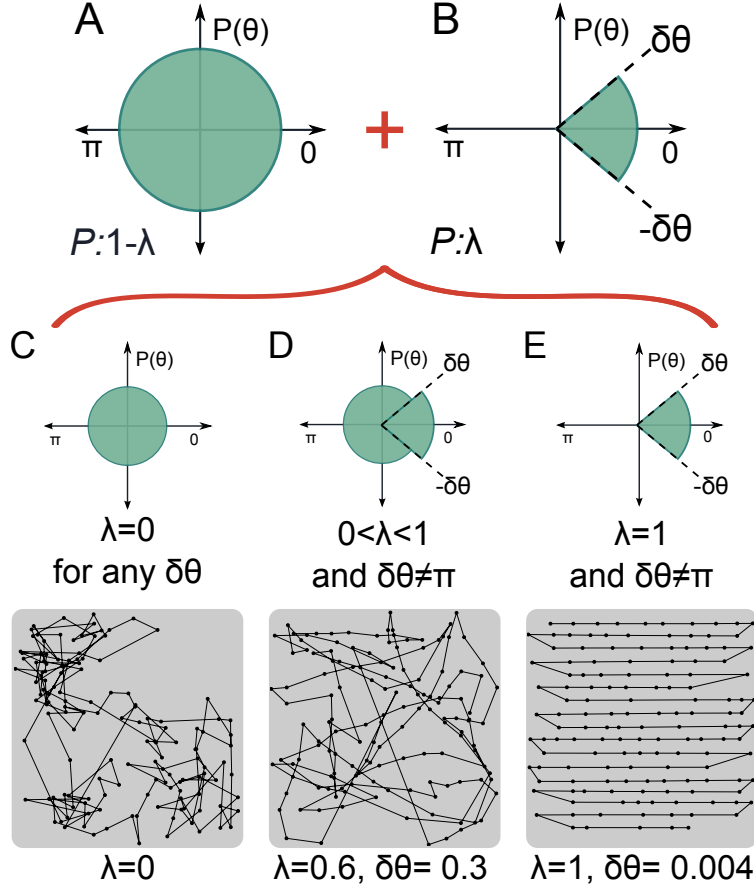 A
P(θ)
π
0
P:1-λ
+
B
P(θ)
δθ
π
0
-δθ
P:λ
C
P(θ)
π
0
λ=0
for any δθ
D
P(θ)
δθ
π
0
-δθ
0<λ<1
and δθ≠π
E
P(θ)
δθ
π
0
-δθ
λ=1
and δθ≠π
λ=0
λ=0.6, δθ= 0.3
λ=1, δθ= 0.004